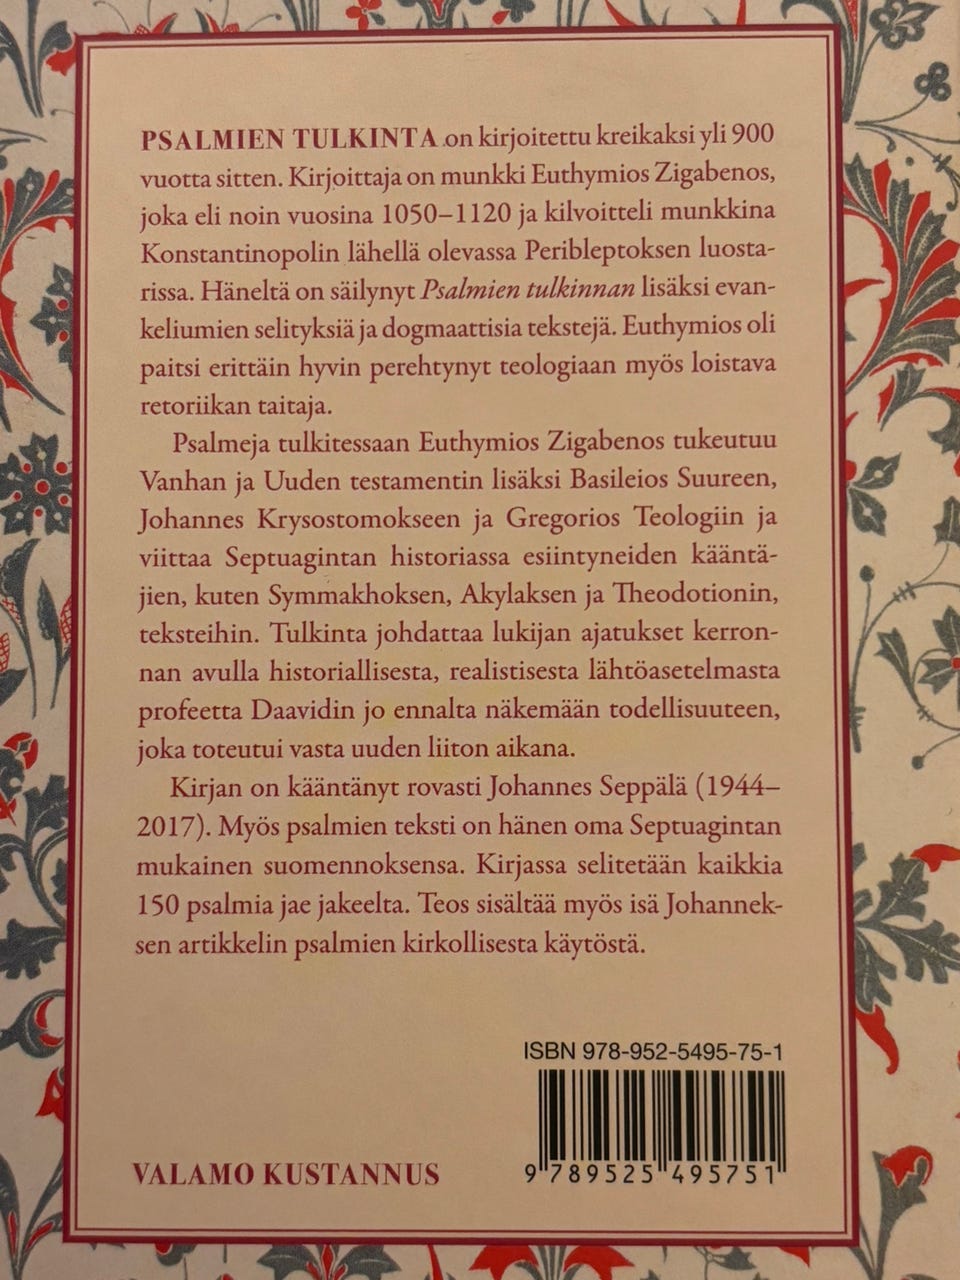 PSALMIEN TULKINTA on kirjoitettu kreikaksi yli 900
vuotta sitten. Kirjoittaja on munkki Euthymios Zigabenos,
joka eli noin vuosina 1050–1120 ja kilvoitteli munkkina
Konstantinopolin lähellä olevassa Peribleptoksen luosta-
rissa. Häneltä on säilynyt Psalmien tulkinnan lisäksi evan-
keliumien selityksiä ja dogmaattisia tekstejä. Euthymios oli
paitsi erittäin hyvin perehtynyt teologiaan myös loistava
retoriikan taitaja.
Psalmeja tulkitessaan Euthymios Zigabenos tukeutuu
Vanhan ja Uuden testamentin lisäksi Basileios Suureen,
Johannes Krysostomokseen ja Gregorios Teologiin ja
viittaa Septuagintan historiassa esiintyneiden kääntä-
jien, kuten Symmakhoksen, Akylaksen ja Theodotionin,
teksteihin. Tulkinta johdattaa lukijan ajatukset kerron-
nan avulla historiallisesta, realistisesta lähtöasetelmasta
profeetta Daavidin jo ennalta näkemään todellisuuteen,
joka toteutui vasta uuden liiton aikana.
Kirjan on kääntänyt rovasti Johannes Seppälä (1944–
2017). Myös psalmien teksti on hänen oma Septuagintan
mukainen suomennoksensa. Kirjassa selitetään kaikkia
150 psalmia jae jakeelta. Teos sisältää myös isä Johannek-
sen artikkelin psalmien kirkollisesta käytöstä.
ISBN 978-952-5495-75-1
9 789525 495751
VALAMO KUSTANNUS